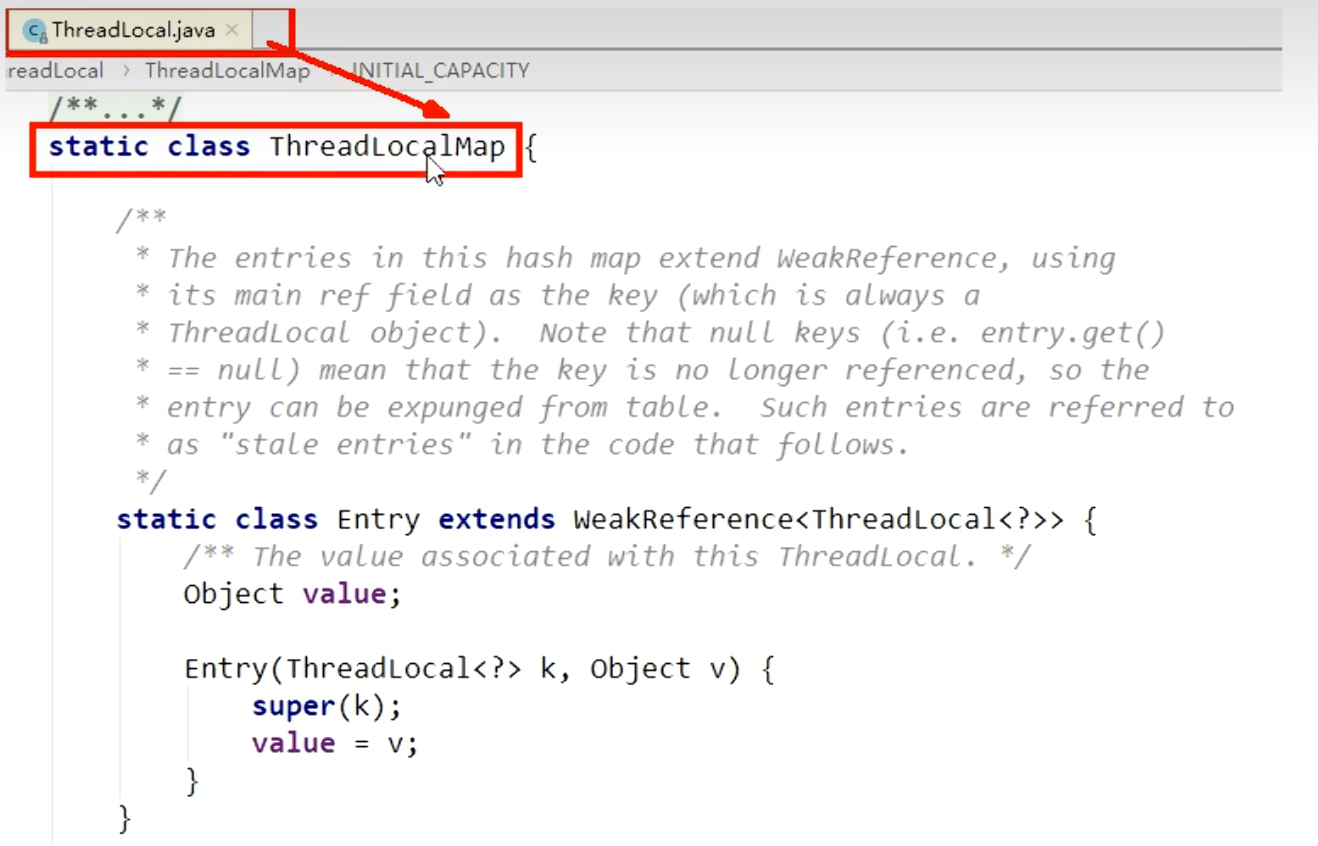 ThreadLocal.java ×
readLocal › ThreadLocalMap › INITIAL_CAPACITY
/**...*/
static class ThreadLocalMap {
/**
* The entries in this hash map extend WeakReference, using
* its main ref field as the key (which is always a
* ThreadLocal object).  Note that null keys (i.e. entry.get()
* == null) mean that the key is no longer referenced, so the
* entry can be expunged from table.  Such entries are referred to
* as "stale entries" in the code that follows.
*/
static class Entry extends WeakReference<ThreadLocal<?>> {
/** The value associated with this ThreadLocal. */
Object value;
Entry(ThreadLocal<?> k, Object v) {
super(k);
value = v;
}
}